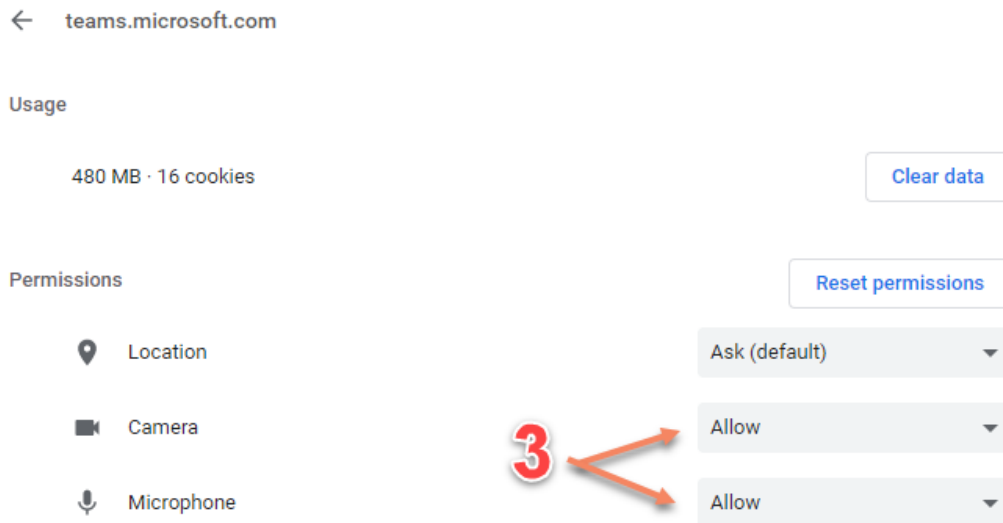 teams.microsoft.com
Usage
480 MB · 16 cookies
Clear data
Permissions
Reset permissions
Location
Ask (default)
Camera
Allow
3
Microphone
Allow